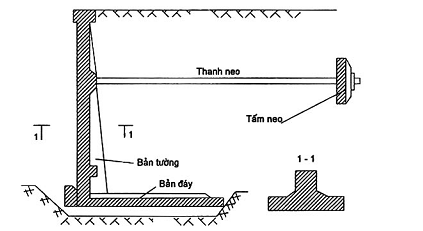 Thanh neo
Tấm neo
1
1
Bản tường
1 - 1
Bản đáy